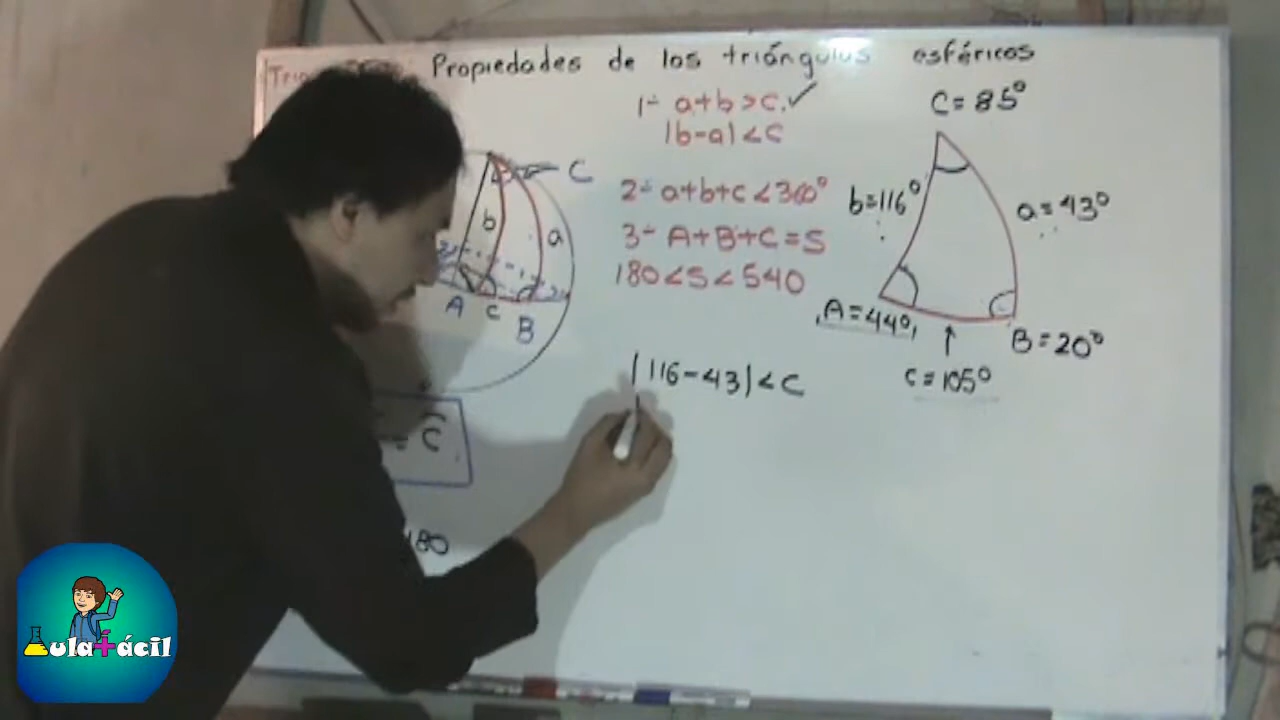 Propiedades de los triángulos esféricos
1- a+b>c. ✓
|b-a|<c
2- a+b+c<360°
3- A+B+C=S
180<S<540
C
b
a
A
c
B
= C
180
C=85°
b=116°
a=43°
A=44°
B=20°
c=105°
|116-43|<c
Aulafácil